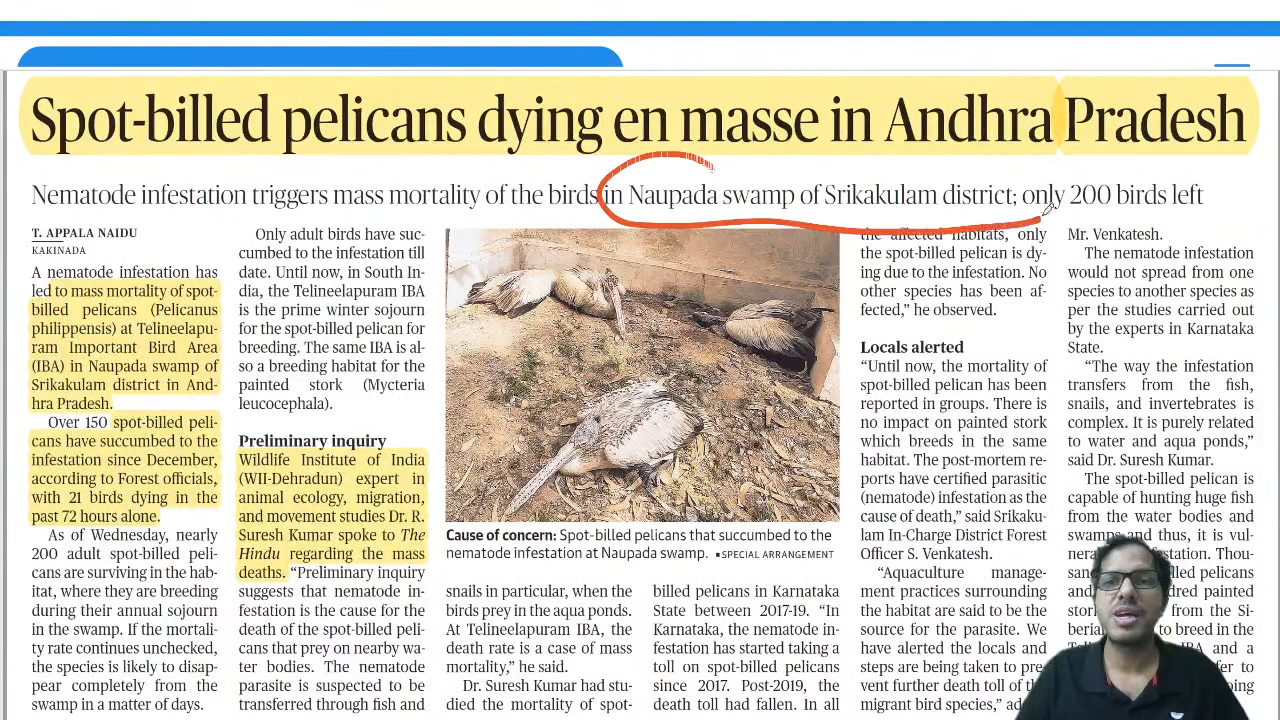 Spot-billed pelicans dying en masse in Andhra Pradesh
Nematode infestation triggers mass mortality of the birds in Naupada swamp of Srikakulam district; only 200 birds left
T. APPALA NAIDU
KAKINADA
A nematode infestation has
led to mass mortality of spot-
billed pelicans (Pelicanus
philippensis) at Telineelapu-
ram Important Bird Area
(IBA) in Naupada swamp of
Srikakulam district in And-
hra Pradesh.
Over 150 spot-billed peli-
cans have succumbed to the
infestation since December,
according to Forest officials,
with 21 birds dying in the
past 72 hours alone.
As of Wednesday, nearly
200 adult spot-billed peli-
cans are surviving in the hab-
itat, where they are breeding
during their annual sojourn
in the swamp. If the mortali-
ty rate continues unchecked,
the species is likely to disap-
pear completely from the
swamp in a matter of days.
Only adult birds have suc-
cumbed to the infestation till
date. Until now, in South In-
dia, the Telineelapuram IBA
is the prime winter sojourn
for the spot-billed pelican for
breeding. The same IBA is al-
so a breeding habitat for the
painted stork (Mycteria
leucocephala).
Preliminary inquiry
Wildlife Institute of India
(WII-Dehradun) expert in
animal ecology, migration,
and movement studies Dr. R.
Suresh Kumar spoke to The
Hindu regarding the mass
deaths. “Preliminary inquiry
suggests that nematode in-
festation is the cause for the
death of the spot-billed peli-
cans that prey on nearby wa-
ter bodies. The nematode
parasite is suspected to be
transferred through fish and
Cause of concern: Spot-billed pelicans that succumbed to the
nematode infestation at Naupada swamp. ■ SPECIAL ARRANGEMENT
snails in particular, when the
birds prey in the aqua ponds.
At Telineelapuram IBA, the
death rate is a case of mass
mortality,” he said.
Dr. Suresh Kumar had stu-
died the mortality of spot-
billed pelicans in Karnataka
State between 2017-19. “In
Karnataka, the nematode in-
festation has started taking a
toll on spot-billed pelicans
since 2017. Post-2019, the
death toll had fallen. In all
the affected habitats, only
the spot-billed pelican is dy-
ing due to the infestation. No
other species has been af-
fected,” he observed.
Locals alerted
“Until now, the mortality of
spot-billed pelican has been
reported in groups. There is
no impact on painted stork
which breeds in the same
habitat. The post-mortem re-
ports have certified parasitic
(nematode) infestation as the
cause of death,” said Srikaku-
lam In-Charge District Forest
Officer S. Venkatesh.
“Aquaculture manage-
ment practices surrounding
the habitat are said to be the
source for the parasite. We
have alerted the locals and
steps are being taken to pre-
vent further death toll of
migrant bird species,”
Mr. Venkatesh.
The nematode infestation
would not spread from one
species to another species as
per the studies carried out
by the experts in Karnataka
State.
“The way the infestation
transfers from the fish,
snails, and invertebrates is
complex. It is purely related
to water and aqua ponds,”
said Dr. Suresh Kumar.
The spot-billed pelican is
capable of hunting huge fish
from the water bodies and
swamps and thus, it is vul-
Thou-
pelicans
painted
from the Si-
to breed in the
IBA and a